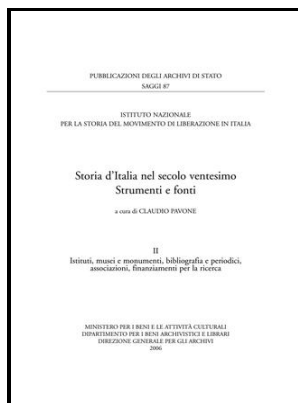 PUBBLICAZIONI DEGLI ARCHIVI DI STATO
SAGGI 87
ISTITUTO NAZIONALE
PER LA STORIA DEL MOVIMENTO DI LIBERAZIONE IN ITALIA
Storia d'Italia nel secolo ventesimo
Strumenti e fonti
a cura di CLAUDIO PAVONE
II
Istituti, musei e monumenti, bibliografia e periodici,
associazioni, finanziamenti per la ricerca
MINISTERO PER I BENI E LE ATTIVITÀ CULTURALI
DIPARTIMENTO PER I BENI ARCHIVISTICI E LIBRARI
DIREZIONE GENERALE PER GLI ARCHIVI
2006